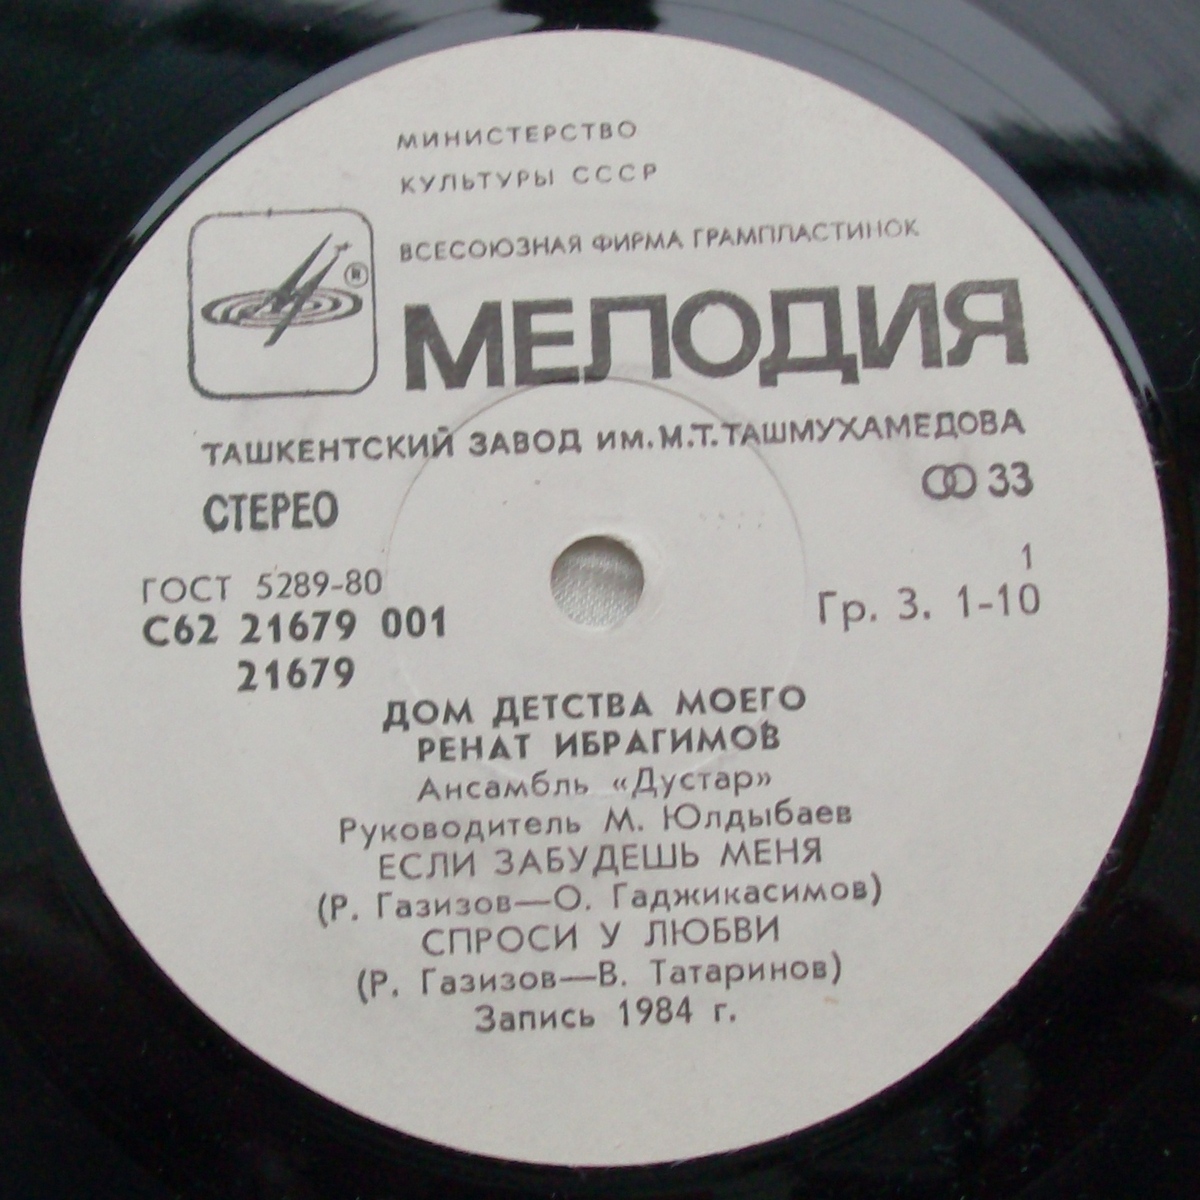 МИНИСТЕРСТВО
КУЛЬТУРЫ СССР
ВСЕСОЮЗНАЯ ФИРМА ГРАМПЛАСТИНОК
®
МЕЛОДИЯ
ТАШКЕНТСКИЙ ЗАВОД ИМ. М.Т. ТАШМУХАМЕДОВА
СТЕРЕО
33
ГОСТ 5289-80
1
С62 21679 001
Гр. 3. 1-10
21679
ДОМ ДЕТСТВА МОЕГО
РЕНАТ ИБРАГИМОВ
Ансамбль «Дустар»
Руководитель М. Юлдыбаев
ЕСЛИ ЗАБУДЕШЬ МЕНЯ
(Р. Газизов—О. Гаджикасимов)
СПРОСИ У ЛЮБВИ
(Р. Газизов—В. Татаринов)
Запись 1984 г.